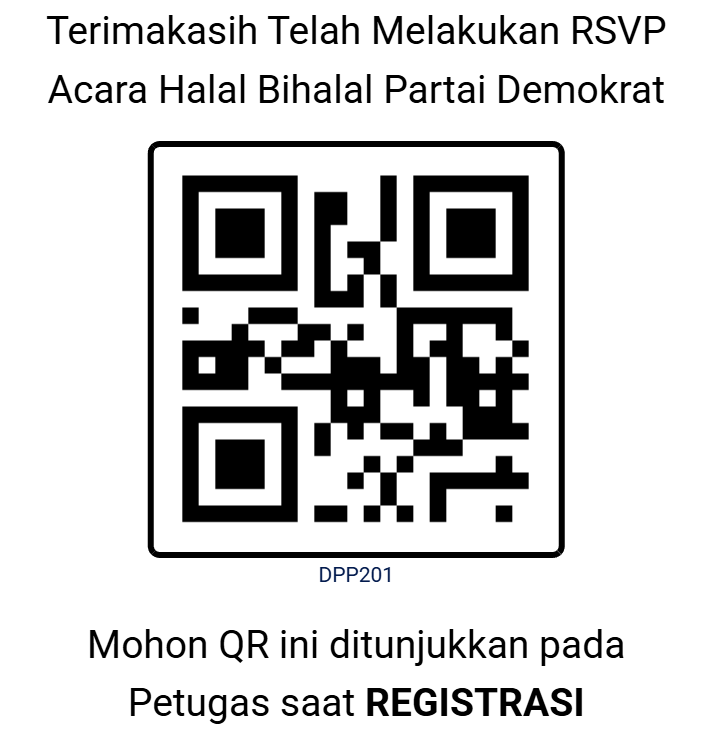 Terimakasih Telah Melakukan RSVP
Acara Halal Bihalal Partai Demokrat
DPP201
Mohon QR ini ditunjukkan pada
Petugas saat REGISTRASI